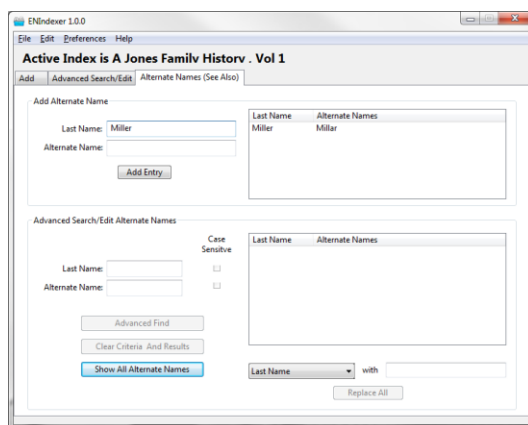 ENIndexer 1.0.0
File Edit Preferences Help
Active Index is A Jones Family History . Vol 1
Add Advanced Search/Edit Alternate Names (See Also)
Add Alternate Name
Last Name: Miller
Alternate Name:
Add Entry
Last Name Alternate Names
Miller Millar
Advanced Search/Edit Alternate Names
Case
Sensitve
Last Name:
Alternate Name:
Advanced Find
Clear Criteria And Results
Show All Alternate Names
Last Name Alternate Names
Last Name with
Replace All